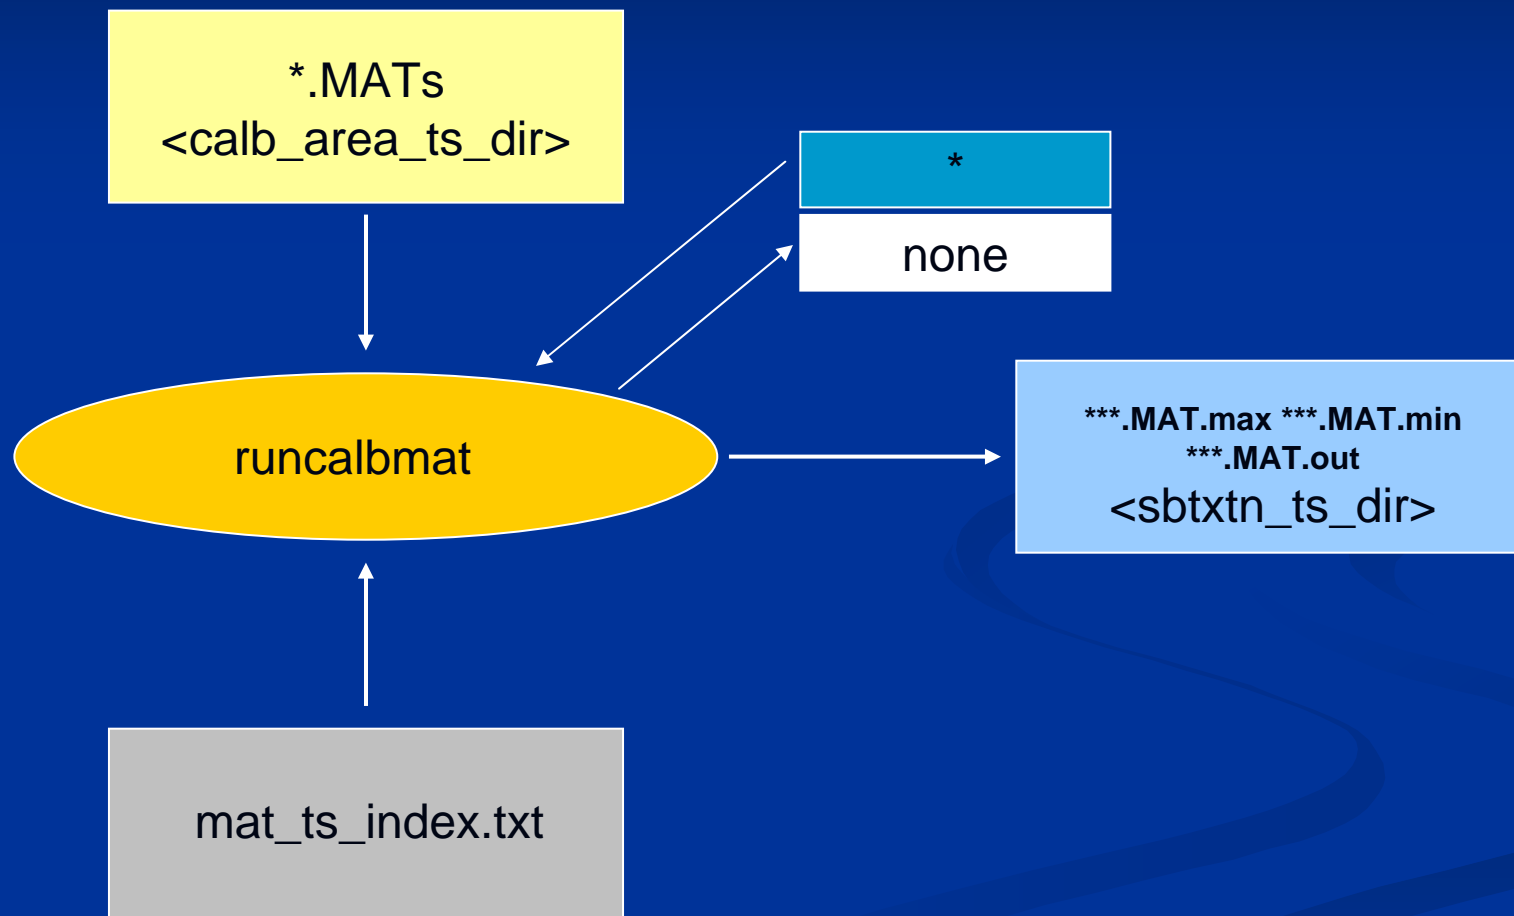 *.MATs
<calb_area_ts_dir>
*
none
runcalbmat
***.MAT.max ***.MAT.min
***.MAT.out
<sbtxtn_ts_dir>
mat_ts_index.txt